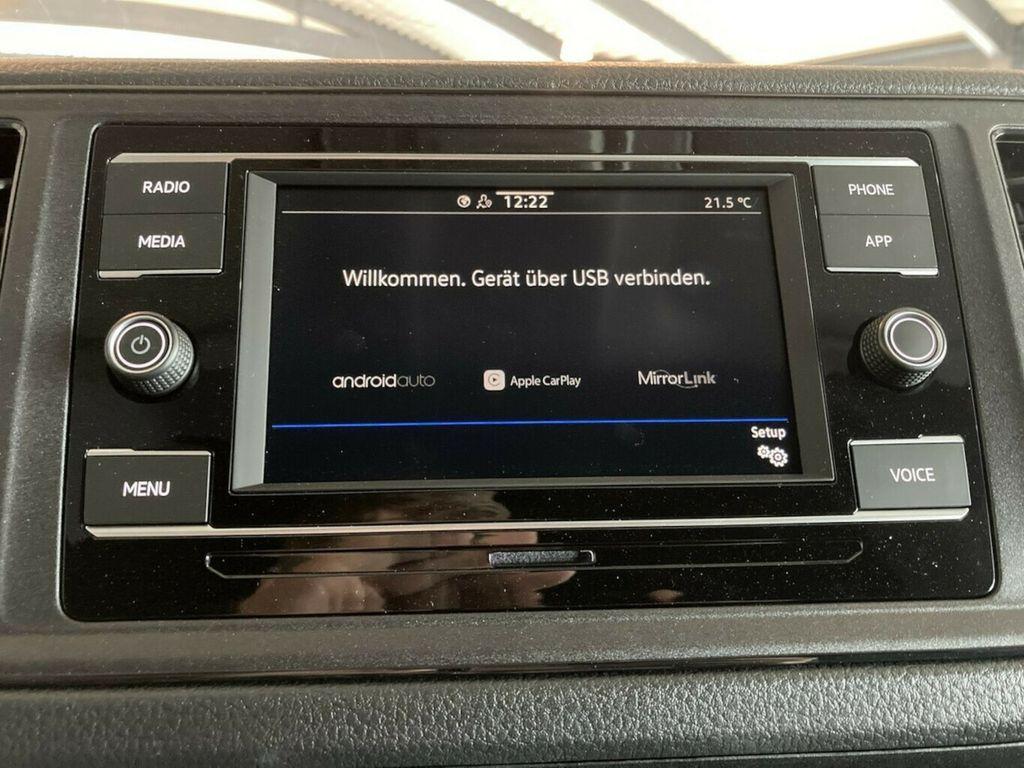 RADIO
MEDIA
MENU
12:22
21.5 °C
Willkommen. Gerät über USB verbinden.
androidauto
Apple CarPlay
MirrorLink
Setup
PHONE
APP
VOICE